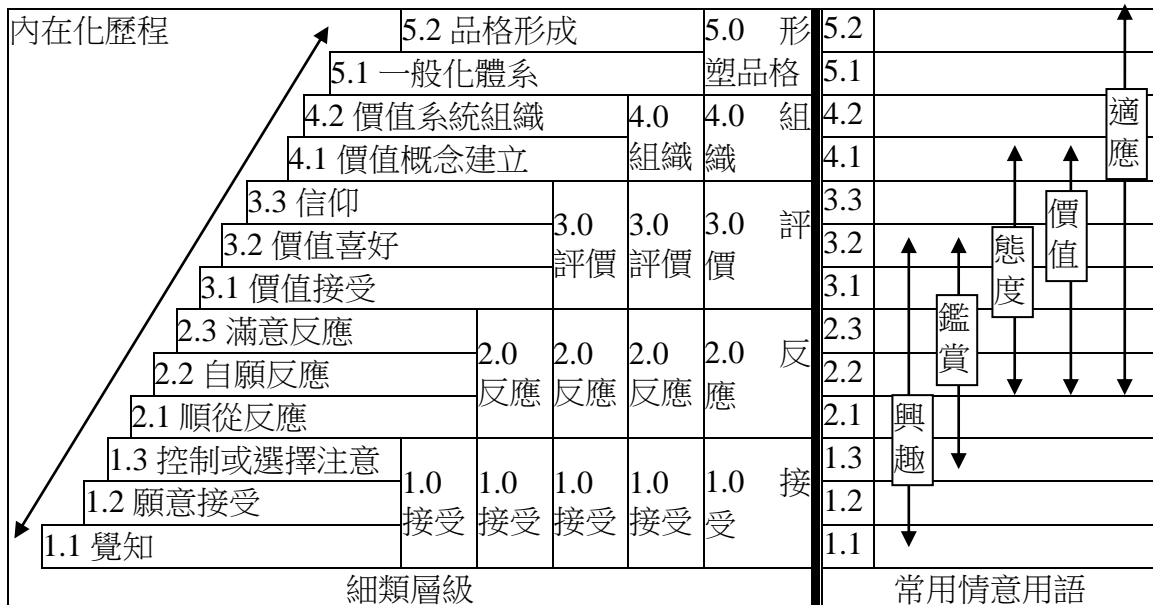 內在化歷程
5.2 品格形成
5.1 一般化體系
4.2 價值系統組織
4.1 價值概念建立
3.3 信仰
3.2 價值喜好
3.1 價值接受
2.3 滿意反應
2.2 自願反應
2.1 順從反應
1.3 控制或選擇注意
1.2 願意接受
1.1 覺知
1.0
接受
2.0
反應
1.0
接受
3.0
評價
2.0
反應
1.0
接受
4.0
組織
3.0
評價
2.0
反應
1.0
接受
5.0 形
塑品格
4.0 組
織
3.0 評
價
2.0 反
應
1.0 接
受
細類層級
5.2
5.1
4.2
4.1
3.3
3.2
3.1
2.3
2.2
2.1
1.3
1.2
1.1
興趣
鑑賞
態度
價值
適應
常用情意用語